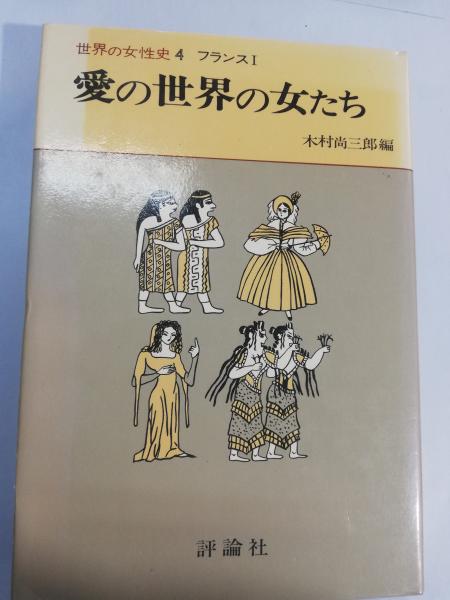 世界の女性史4 フランスI
愛の世界の女たち
木村尚三郎編
評論社